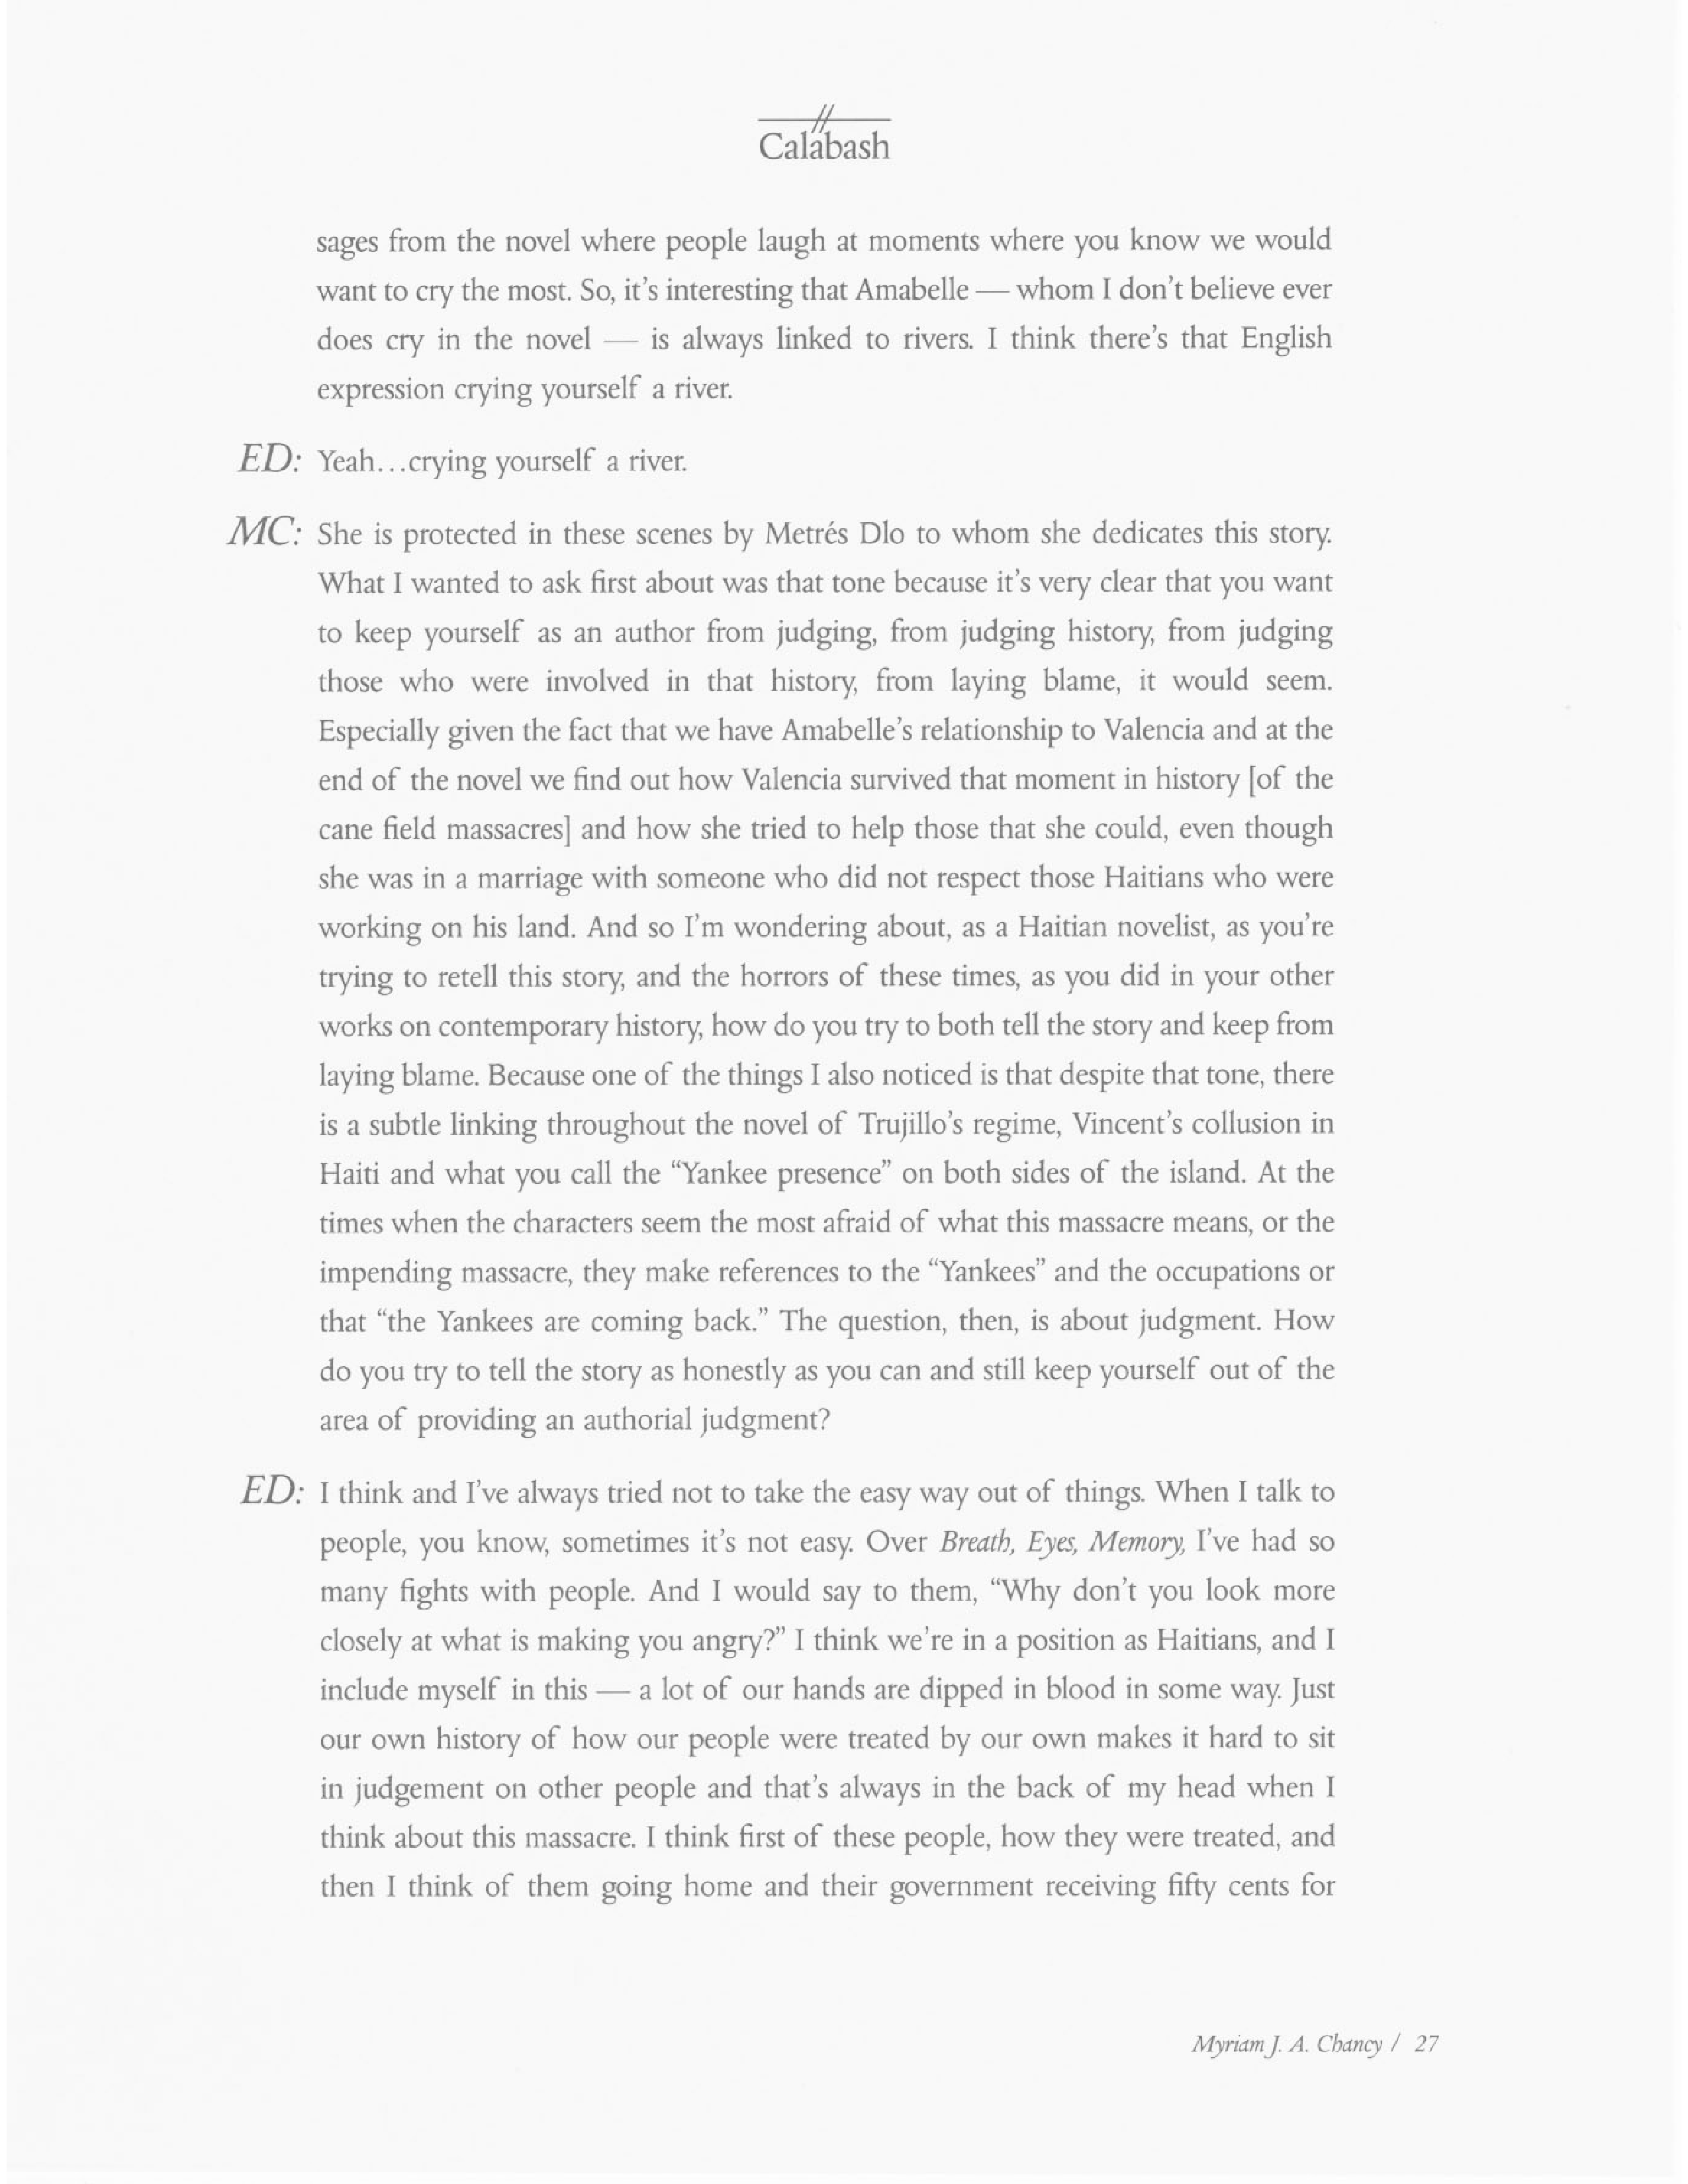 Calabash
sages from the novel where people laugh at moments where you know we would
want to cry the most. So, it's interesting that Amabelle — whom I don't believe ever
does cry in the novel — is always linked to rivers. I think there's that English
expression crying yourself a river.
ED: Yeah...crying yourself a river.
MC: She is protected in these scenes by Metrés Dlo to whom she dedicates this story.
What I wanted to ask first about was that tone because it's very clear that you want
to keep yourself as an author from judging, from judging history, from judging
those who were involved in that history, from laying blame, it would seem.
Especially given the fact that we have Amabelle's relationship to Valencia and at the
end of the novel we find out how Valencia survived that moment in history [of the
cane field massacres] and how she tried to help those that she could, even though
she was in a marriage with someone who did not respect those Haitians who were
working on his land. And so I'm wondering about, as a Haitian novelist, as you're
trying to retell this story, and the horrors of these times, as you did in your other
works on contemporary history, how do you try to both tell the story and keep from
laying blame. Because one of the things I also noticed is that despite that tone, there
is a subtle linking throughout the novel of Trujillo's regime, Vincent's collusion in
Haiti and what you call the “Yankee presence” on both sides of the island. At the
times when the characters seem the most afraid of what this massacre means, or the
impending massacre, they make references to the “Yankees” and the occupations or
that “the Yankees are coming back.” The question, then, is about judgment. How
do you try to tell the story as honestly as you can and still keep yourself out of the
area of providing an authorial judgment?
ED: I think and I've always tried not to take the easy way out of things. When I talk to
people, you know, sometimes it's not easy. Over Breath, Eyes, Memory, I've had so
many fights with people. And I would say to them, “Why don't you look more
closely at what is making you angry?” I think we're in a position as Haitians, and I
include myself in this — a lot of our hands are dipped in blood in some way. Just
our own history of how our people were treated by our own makes it hard to sit
in judgement on other people and that's always in the back of my head when I
think about this massacre. I think first of these people, how they were treated, and
then I think of them going home and their government receiving fifty cents for
Myriam J. A. Chancy / 27